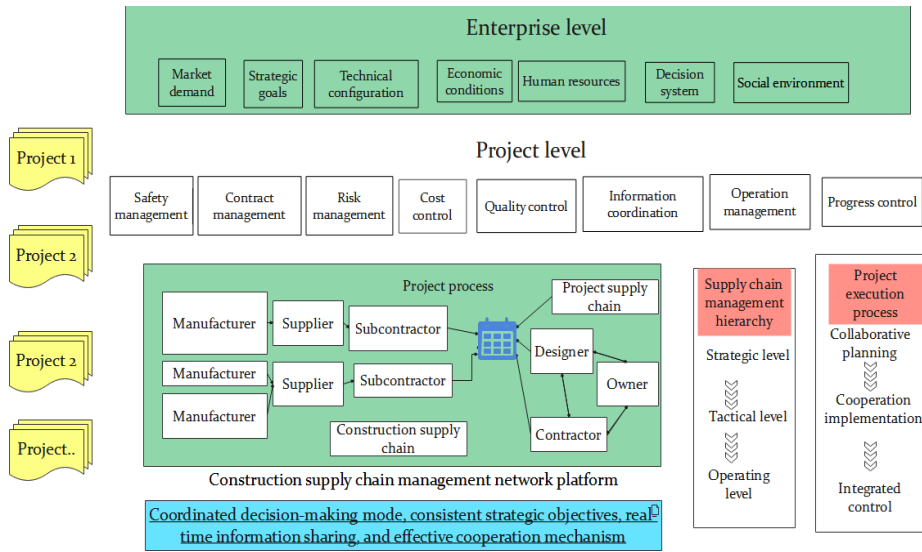 Enterprise level
Market
demand
Strategic
goals
Technical
configuration
Economic
conditions
Human resources
Decision
system
Social environment
Project 1
Project 2
Project 2
Project..
Project level
Safety
management
Contract
management
Risk
management
Cost
control
Quality control
Information
coordination
Operation
management
Progress control
Project process
Manufacturer
Supplier
Subcontractor
Project supply
chain
Manufacturer
Manufacturer
Supplier
Subcontractor
Designer
Owner
Contractor
Construction supply
chain
Construction supply chain management network platform
Coordinated decision-making mode, consistent strategic objectives, real-
time information sharing, and effective cooperation mechanism
Supply chain
management
hierarchy
Strategic level
Tactical level
Operating
level
Project
execution
process
Collaborative
planning
Cooperation
implementation
Integrated
control